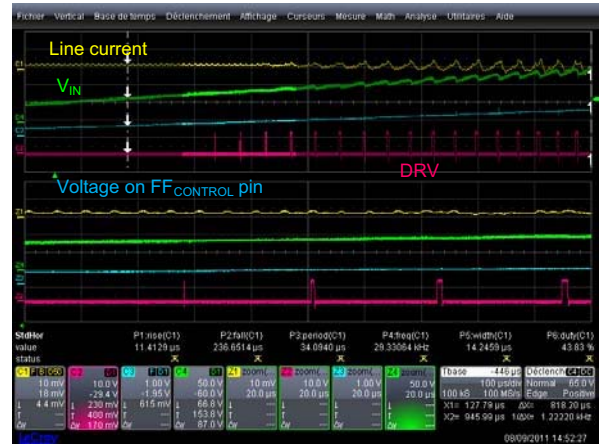 Fichier Vertical Base de temps Déclenchement Affichage Curseurs Mesure Math Analyse Utilitaires Aide
Line current
VIN
DRV
Voltage on FFCONTROL pin
StdHor P1:rise(C1) P2:fall(C1) P3:period(C1) P4:freq(C1) P5:width(C1) P6:duty(C1)
value 11.4129 µs 236.6514 µs 34.0940 µs 29.33064 kHz 14.2459 µs 43.83 %
status
10 mV 10.0 V 1.00 V 50.0 V 10 mV 10.0 V 1.00 V 50.0 V
18 mV -29.4 V -1.95 V -60.0 V 20.0 µs 20.0 µs 20.0 µs 20.0 µs
4.4 mV 230 mV 615 mV 66.8 V
400 mV 153.8 V
170 mV 87.0 V
Tbase -446 µs Déclench C4 DC
100 µs/div Normal 65.0 V
100 kS 100 MS/s Edge Positive
X1= 127.79 µs ΔX= 818.20 µs
X2= 945.99 µs 1/ΔX= 1.22220 kHz
LeCroy 08/09/2011 14:52:27